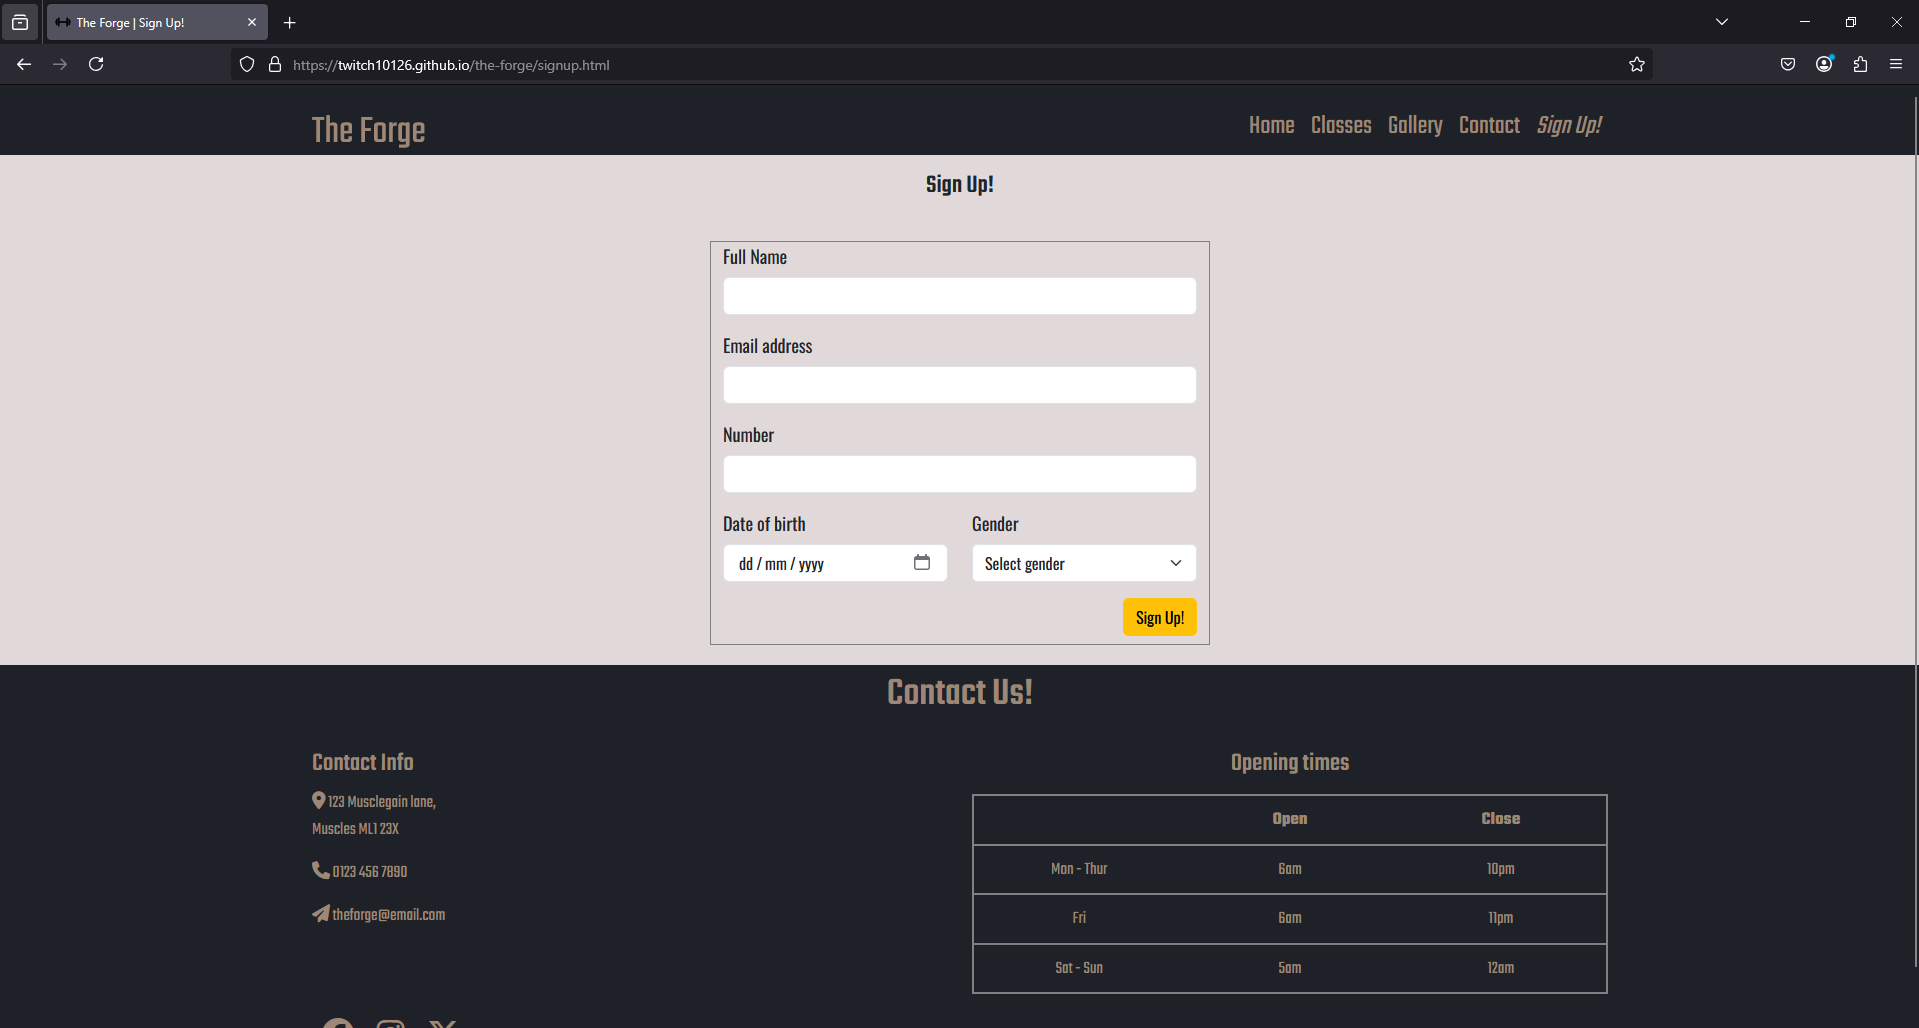 The Forge | Sign Up!
https://twitch10126.github.io/the-forge/signup.html
The Forge
Home Classes Gallery Contact Sign Up!
Sign Up!
Full Name
Email address
Number
Date of birth Gender
dd / mm / yyyy Select gender
Sign Up!
Contact Us!
Contact Info
123 Musclegain lane,
Muscles ML1 23X
0123 456 7890
theforge@email.com
Opening times
Open Close
Mon - Thur 6am 10pm
Fri 6am 11pm
Sat - Sun 5am 12am